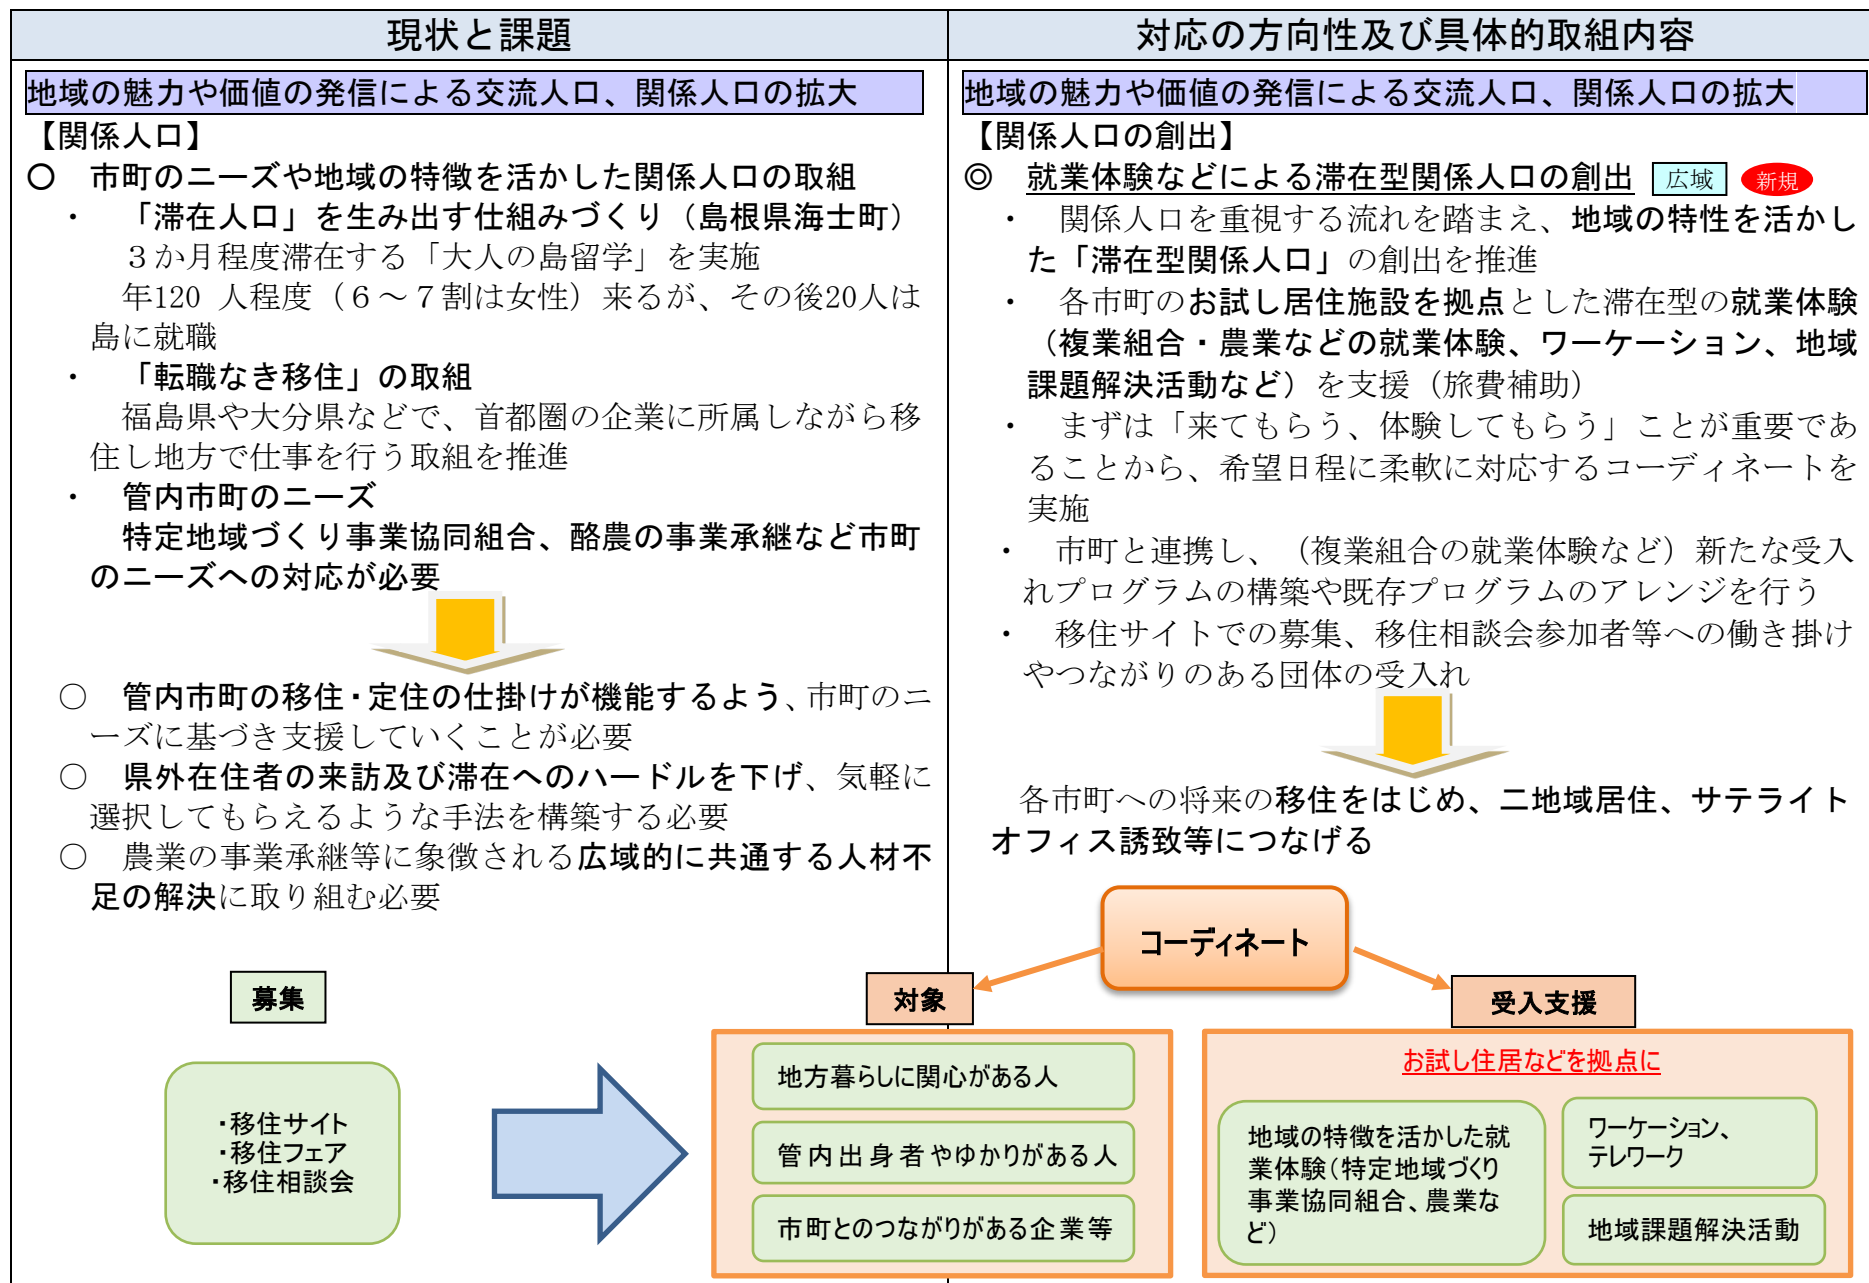 現状と課題
地域の魅力や価値の発信による交流人口、関係人口の拡大
【関係人口】
〇　市町のニーズや地域の特徴を活かした関係人口の取組
・　「滞在人口」を生み出す仕組みづくり（島根県海士町）
３か月程度滞在する「大人の島留学」を実施
年120 人程度（６～７割は女性）来るが、その後20人は
島に就職
・　「転職なき移住」の取組
福島県や大分県などで、首都圏の企業に所属しながら移
住し地方で仕事を行う取組を推進
・　管内市町のニーズ
特定地域づくり事業協同組合、酪農の事業承継など市町
のニーズへの対応が必要
○　管内市町の移住・定住の仕掛けが機能するよう、市町のニ
ーズに基づき支援していくことが必要
○　県外在住者の来訪及び滞在へのハードルを下げ、気軽に
選択してもらえるような手法を構築する必要
○　農業の事業承継等に象徴される広域的に共通する人材不
足の解決に取り組む必要
対応の方向性及び具体的取組内容
地域の魅力や価値の発信による交流人口、関係人口の拡大
【関係人口の創出】
◎　就業体験などによる滞在型関係人口の創出 広域 新規
・　関係人口を重視する流れを踏まえ、地域の特性を活かし
た「滞在型関係人口」の創出を推進
・　各市町のお試し居住施設を拠点とした滞在型の就業体験
（複業組合・農業などの就業体験、ワーケーション、地域
課題解決活動など）を支援（旅費補助）
・　まずは「来てもらう、体験してもらう」ことが重要であ
ることから、希望日程に柔軟に対応するコーディネートを
実施
・　市町と連携し、（複業組合の就業体験など）新たな受入
れプログラムの構築や既存プログラムのアレンジを行う
・　移住サイトでの募集、移住相談会参加者等への働き掛け
やつながりのある団体の受入れ
各市町への将来の移住をはじめ、二地域居住、サテライト
オフィス誘致等につなげる
コーディネート
募集
・移住サイト
・移住フェア
・移住相談会
対象
地方暮らしに関心がある人
管内出身者やゆかりがある人
市町とのつながりがある企業等
受入支援
お試し住居などを拠点に
地域の特徴を活かした就
業体験（特定地域づくり
事業協同組合、農業な
ど）
ワーケーション、
テレワーク
地域課題解決活動